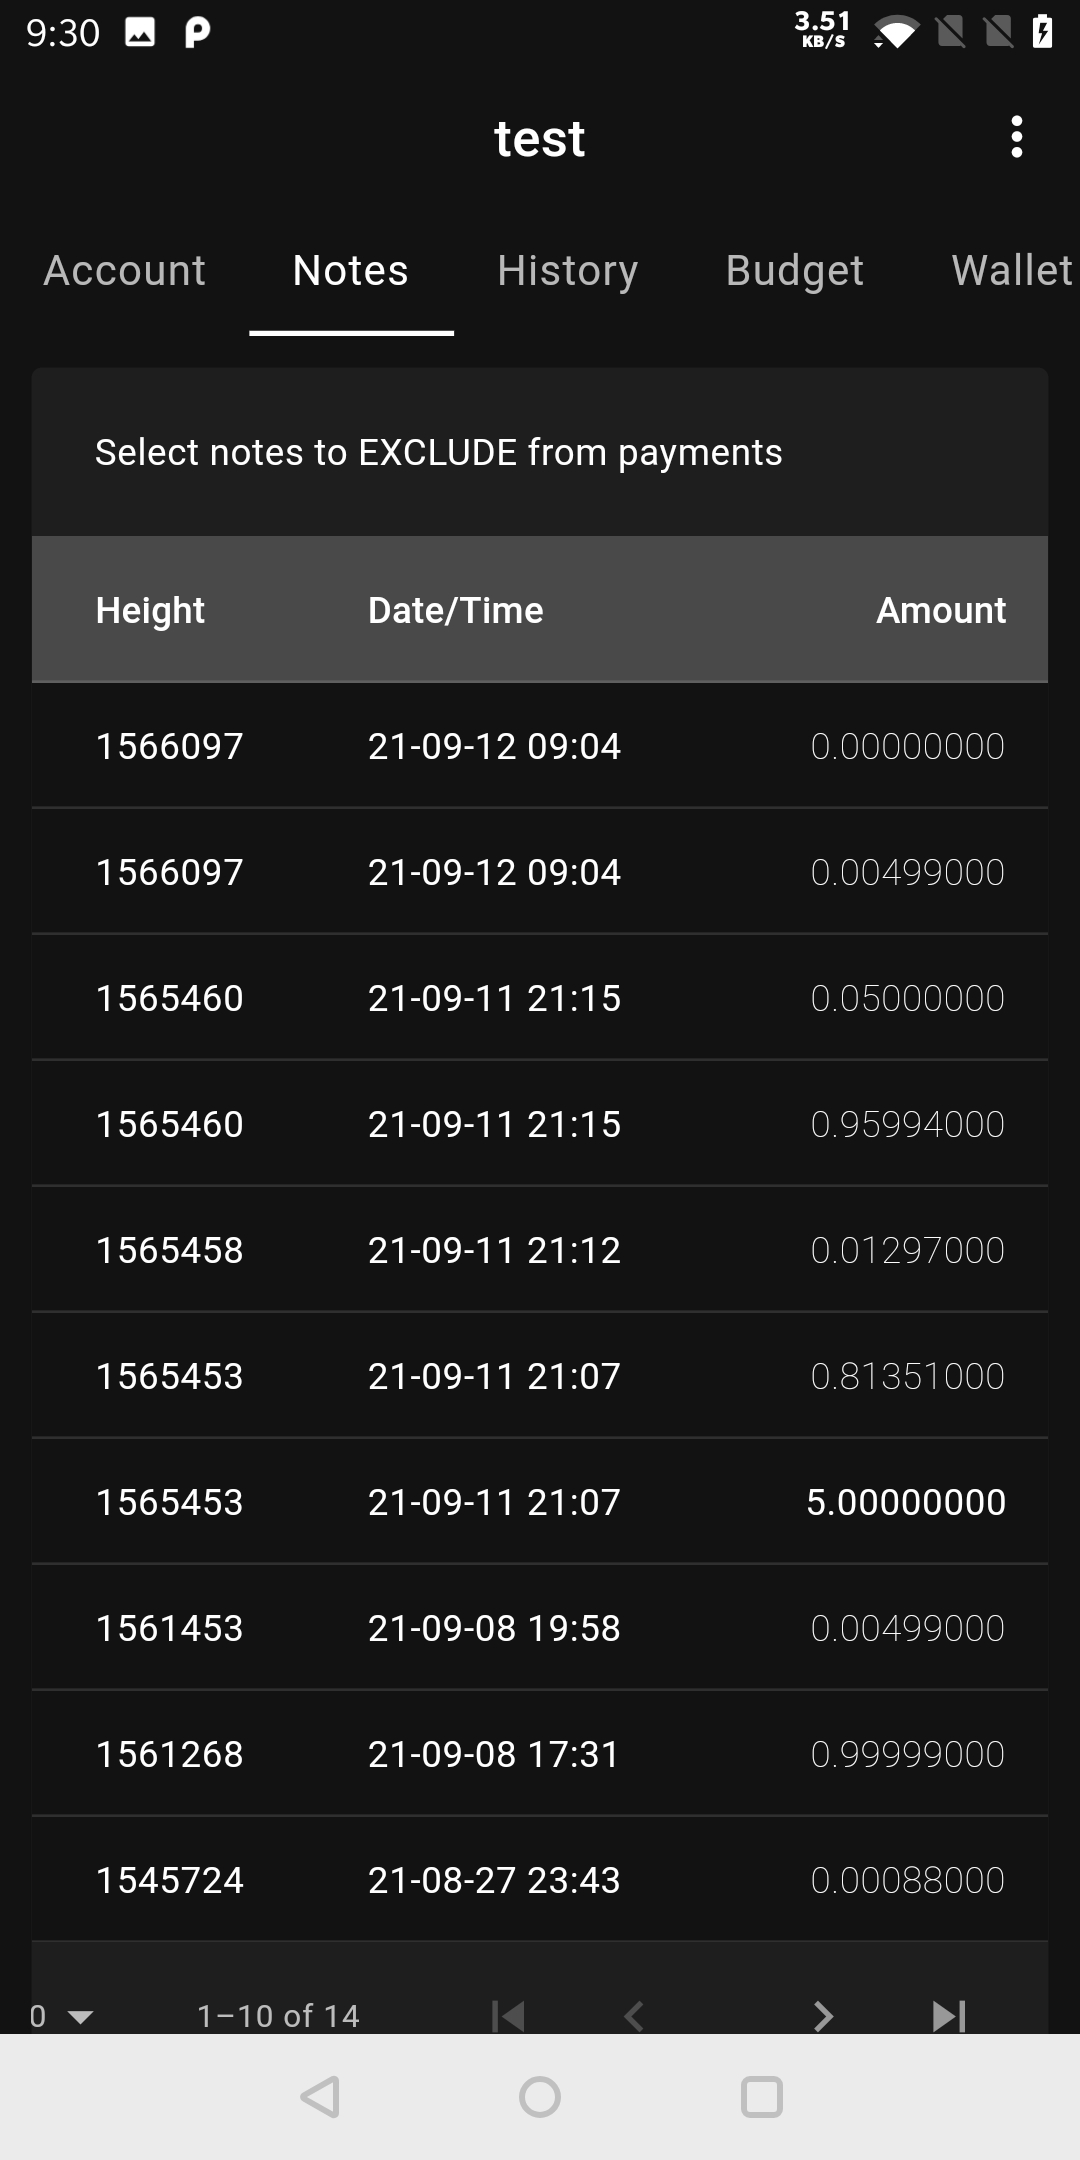 9:30
3.51
KB/S
test
Account Notes History Budget Wallet
Select notes to EXCLUDE from payments
Height Date/Time Amount
1566097 21-09-12 09:04 0.00000000
1566097 21-09-12 09:04 0.00499000
1565460 21-09-11 21:15 0.05000000
1565460 21-09-11 21:15 0.95994000
1565458 21-09-11 21:12 0.01297000
1565453 21-09-11 21:07 0.81351000
1565453 21-09-11 21:07 5.00000000
1561453 21-09-08 19:58 0.00499000
1561268 21-09-08 17:31 0.99999000
1545724 21-08-27 23:43 0.00088000
0 1–10 of 14